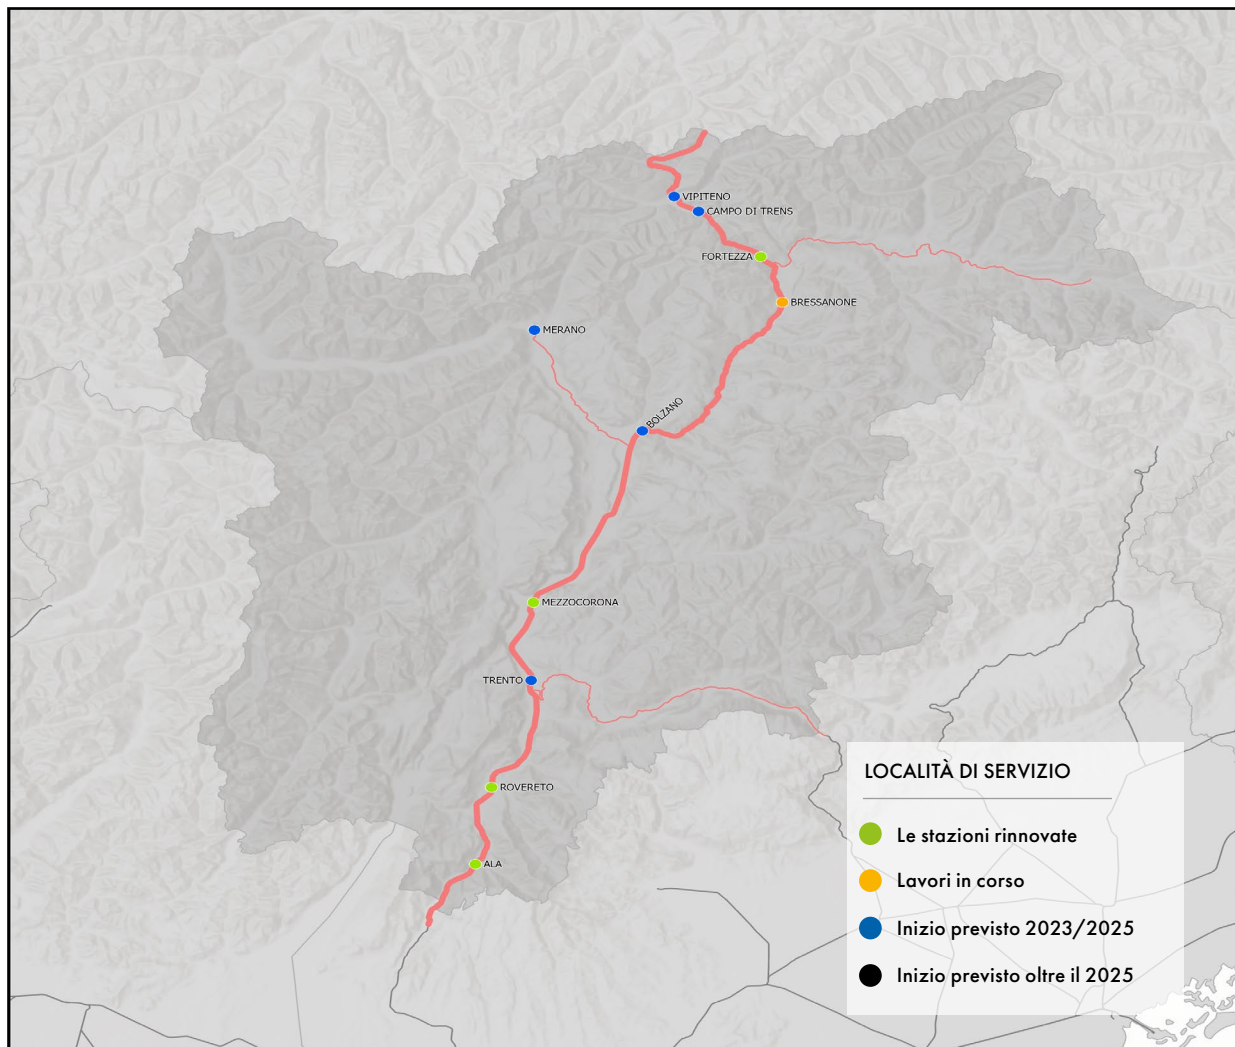 VIPITENO
CAMPO DI TRENS
FORTEZZA
BRESSANONE
MERANO
BOLZANO
MEZZOCORONA
TRENTO
ROVERETO
ALA
LOCALITÀ DI SERVIZIO
Le stazioni rinnovate
Lavori in corso
Inizio previsto 2023/2025
Inizio previsto oltre il 2025